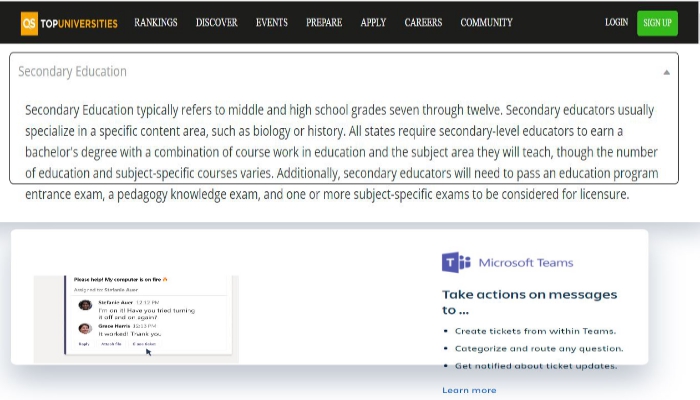 QS TOPUNIVERSITIES RANKINGS DISCOVER EVENTS PREPARE APPLY CAREERS COMMUNITY LOGIN SIGN UP
Secondary Education
Secondary Education typically refers to middle and high school grades seven through twelve. Secondary educators usually
specialize in a specific content area, such as biology or history. All states require secondary-level educators to earn a
bachelor's degree with a combination of course work in education and the subject area they will teach, though the number
of education and subject-specific courses varies. Additionally, secondary educators will need to pass an education program
entrance exam, a pedagogy knowledge exam, and one or more subject-specific exams to be considered for licensure.
Please help! My computer is on fire 🔥
Assigned to Stefanie Auer
Stefanie Auer 12:12 PM
I'm on it! Have you tried turning
it off and on again?
Grace Harris 12:13 PM
It worked! Thank you.
Reply Attach file Close ticket
Microsoft Teams
Take actions on messages
to ...
• Create tickets from within Teams.
• Categorize and route any question.
• Get notified about ticket updates.
Learn more